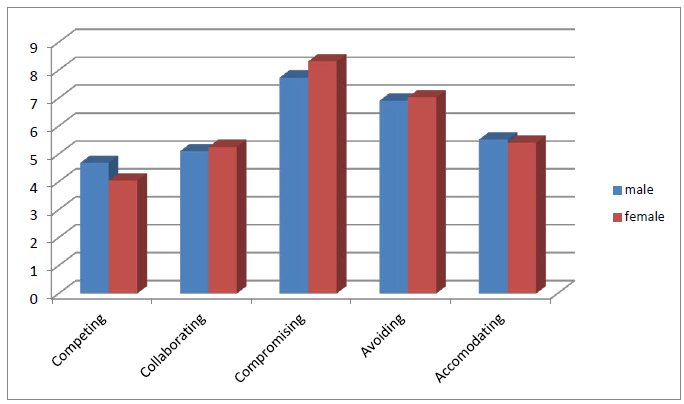 9
8
7
6
5
4
3
2
1
0
Competing
Collaborating
Compromising
Avoiding
Accomodating
male
female